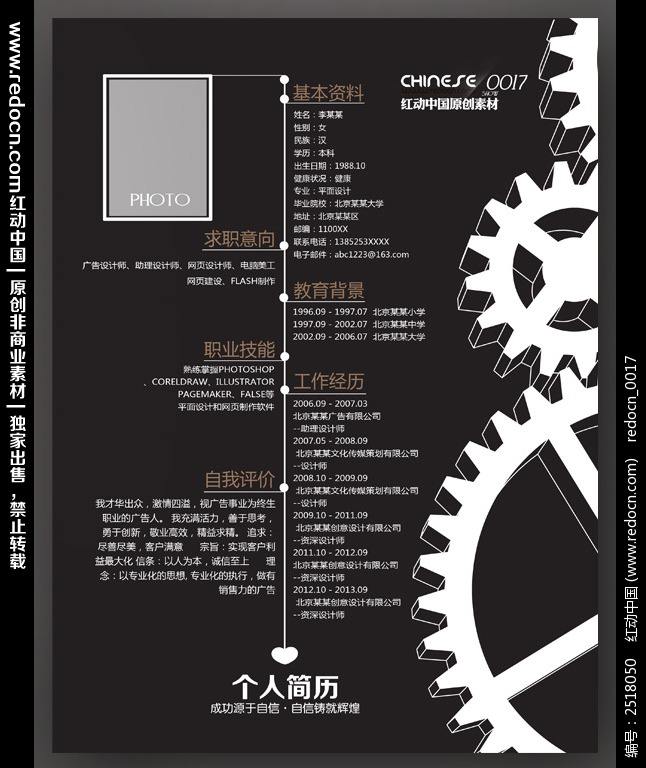 www.redocn.com红动中国|原创非商业素材|独家出售，禁止转载
CHINESE 0017
SHOW
红动中国原创素材
PHOTO
基本资料
姓名：李某某
性别：女
民族：汉
学历：本科
出生日期：1988.10
健康状况：健康
专业：平面设计
毕业院校：北京某某大学
地址：北京某某区
邮编：1100XX
联系电话：1385253XXXX
电子邮件：abc1223@163.com
求职意向
广告设计师、助理设计师、网页设计师、电脑美工
网页建设、FLASH制作
教育背景
1996.09 - 1997.07 北京某某小学
1997.09 - 2002.07 北京某某中学
2002.09 - 2006.07 北京某某大学
职业技能
熟练掌握PHOTOSHOP
、CORELDRAW、ILLUSTRATOR
PAGEMAKER、FALSE等
平面设计和网页制作软件
工作经历
2006.09 - 2007.03
北京某某广告有限公司
--助理设计师
2007.05 - 2008.09
北京某某文化传媒策划有限公司
--设计师
2008.10 - 2009.09
北京某某文化传媒策划有限公司
--设计师
2009.10 - 2011.09
北京某某创意设计有限公司
--资深设计师
2011.10 - 2012.09
北京某某创意设计有限公司
--资深设计师
2012.10 - 2013.09
北京某某创意设计有限公司
--资深设计师
自我评价
我才华出众，激情四溢，视广告事业为终生
职业的广告人。 我充满活力，善于思考，
勇于创新，敬业高效，精益求精。 追求：
尽善尽美，客户满意 宗旨：实现客户利
益最大化 信条：以人为本，诚信至上 理
念：以专业化的思想, 专业化的执行，做有
销售力的广告
个人简历
成功源于自信·自信铸就辉煌
编号：2518050 红动中国 (www.redocn.com) redocn_0017